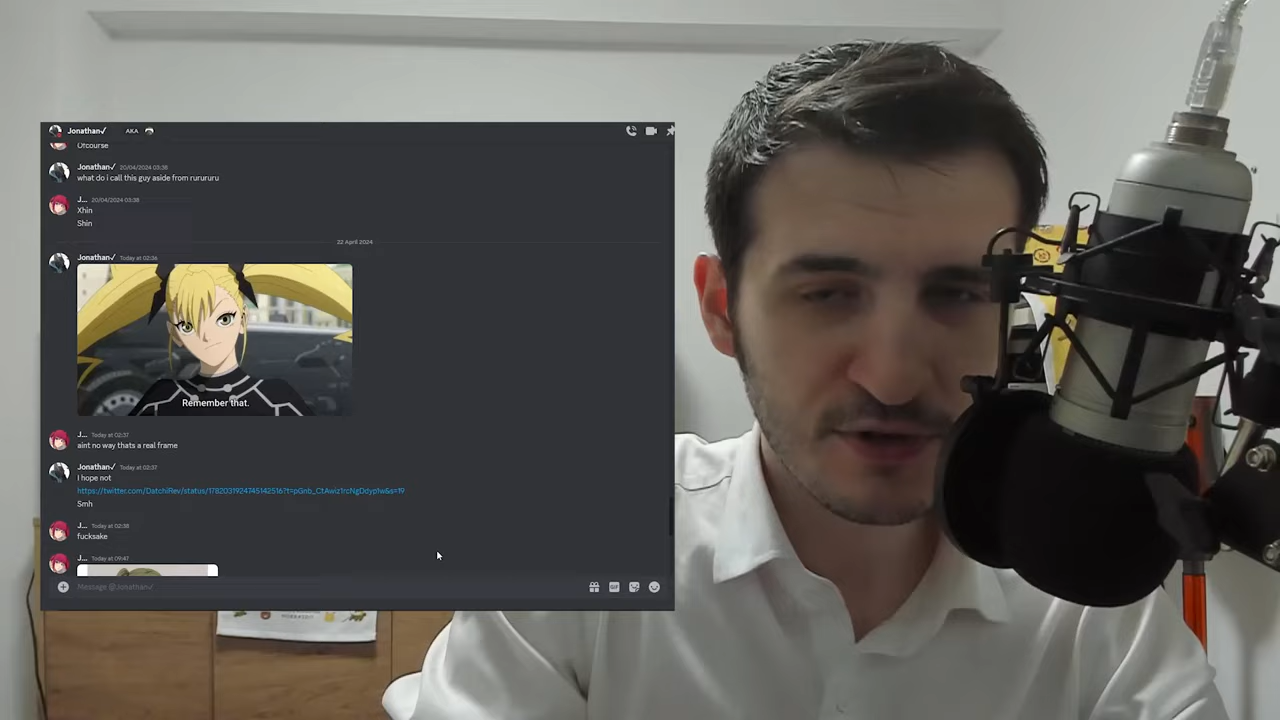 Jonathan✓ AKA
Ofcourse
Jonathan✓ 20/04/2024 03:38
what do i call this guy aside from rurururu
J... 20/04/2024 03:38
Xhin
Shin
22 April 2024
Jonathan✓ Today at 02:36
Remember that.
J... Today at 02:37
aint no way thats a real frame
Jonathan✓ Today at 02:37
I hope not
https://twitter.com/DatchiRev/status/1782031924745142516?t=pGnb_CtAwiz1rcNgDdyp1w&s=19
Smh
J... Today at 02:38
fucksake
J... Today at 09:47
Message @Jonathan✓